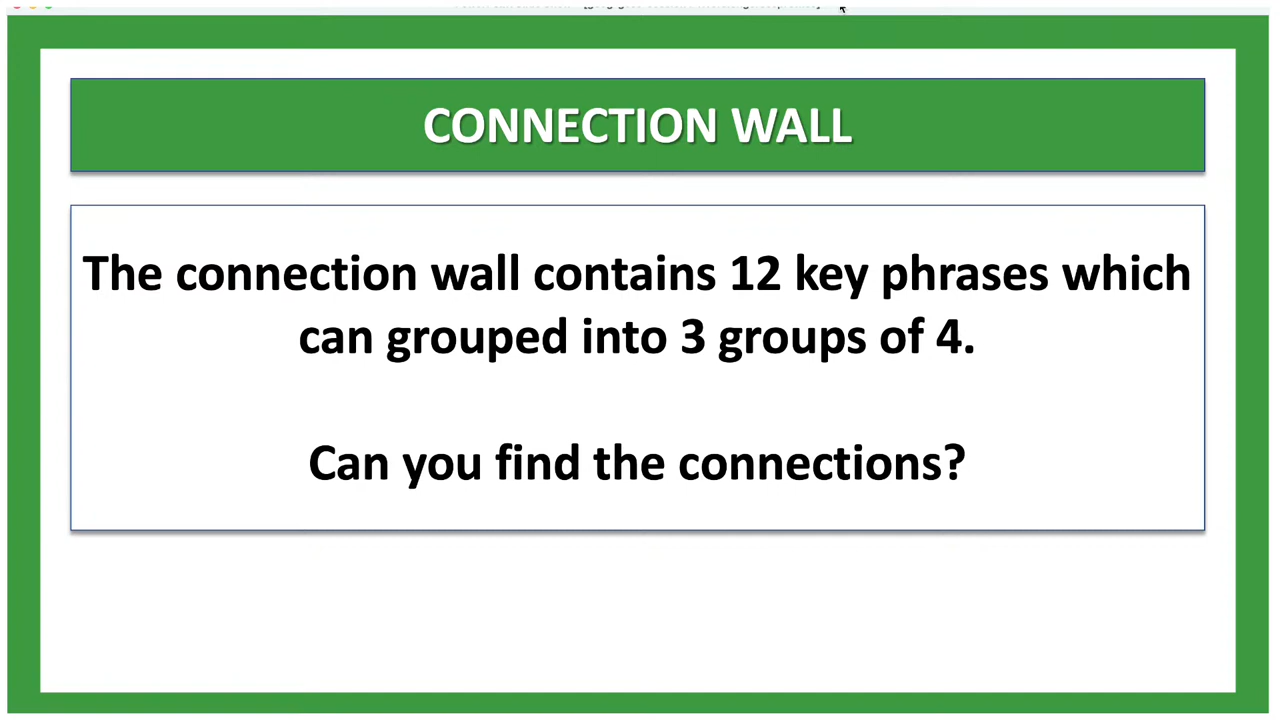 CONNECTION WALL
The connection wall contains 12 key phrases which
can grouped into 3 groups of 4.
Can you find the connections?